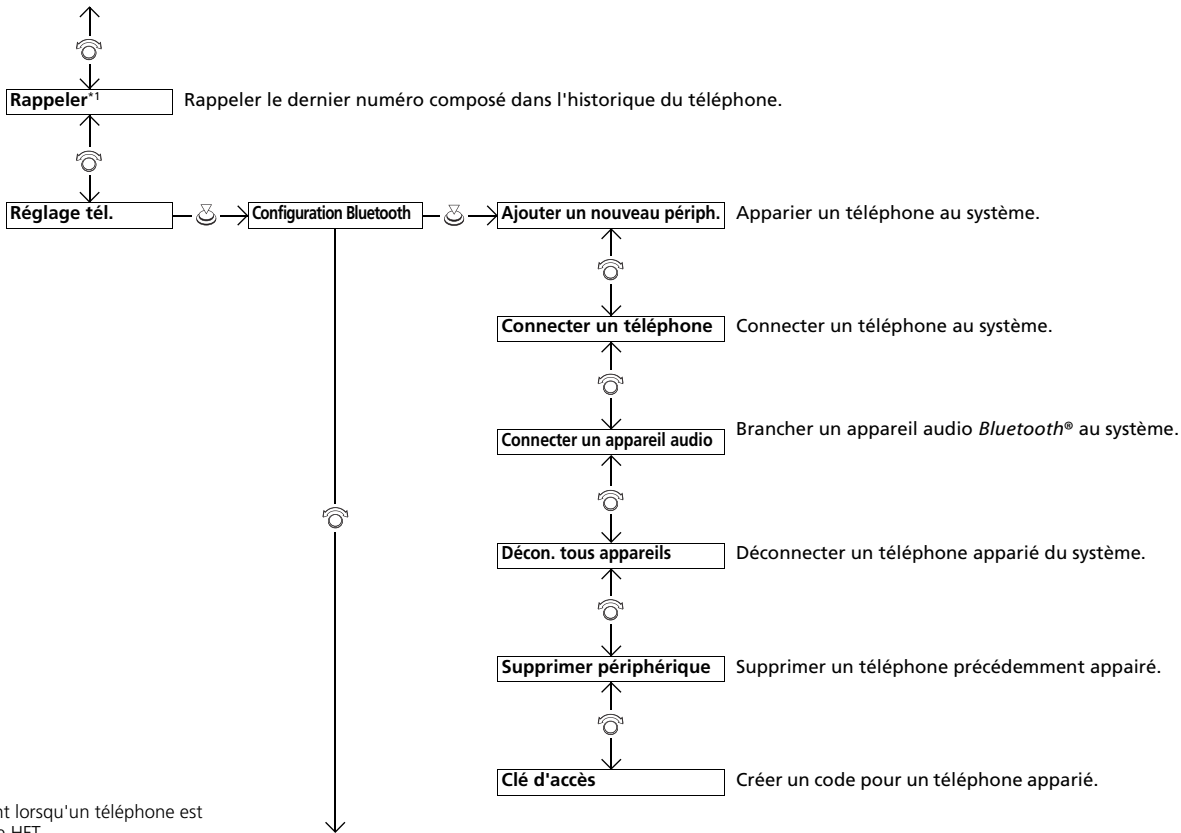 Rappeler*1 Rappeler le dernier numéro composé dans l'historique du téléphone.
Réglage tél. Configuration Bluetooth Ajouter un nouveau périph. Apparier un téléphone au système.
Connecter un téléphone Connecter un téléphone au système.
Connecter un appareil audio Brancher un appareil audio Bluetooth® au système.
Décon. tous appareils Déconnecter un téléphone apparié du système.
Supprimer périphérique Supprimer un téléphone précédemment appairé.
Clé d'accès Créer un code pour un téléphone apparié.
lorsqu'un téléphone est
HFT